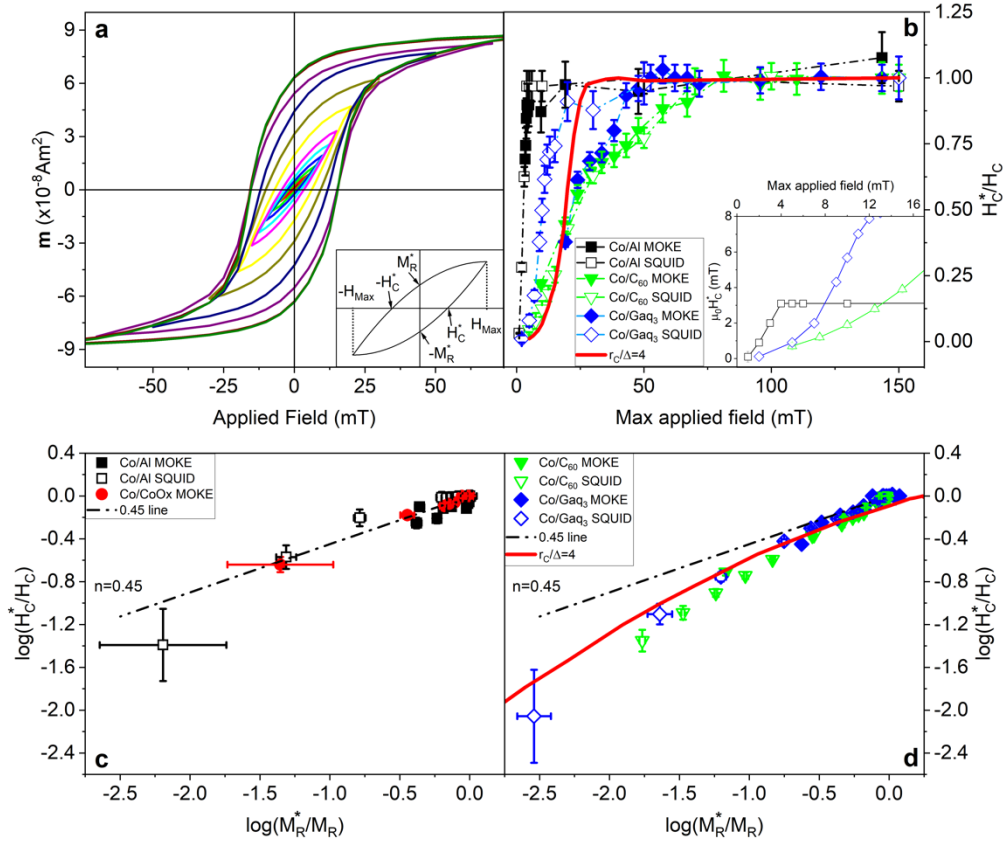 a
9
6
3
0
-3
-6
-9
m (x10⁻⁸Am²)
-50
-25
0
25
50
Applied Field (mT)
M*R
-H*C
-HMax
HMax
H*C
-M*R
b
1.25
1.00
0.75
0.50
0.25
0.00
H*C/HC
0
25
50
75
100
125
150
Max applied field (mT)
Co/Al MOKE
Co/Al SQUID
Co/C₆₀ MOKE
Co/C₆₀ SQUID
Co/Gaq₃ MOKE
Co/Gaq₃ SQUID
rC/Δ=4
Max applied field (mT)
0 4 8 12 16
8
6
4
2
0
μ₀H*C (mT)
0.4
0.0
-0.4
-0.8
-1.2
-1.6
-2.0
-2.4
log(H*C/HC)
Co/Al MOKE
Co/Al SQUID
Co/CoOx MOKE
0.45 line
n=0.45
c
-2.5 -2.0 -1.5 -1.0 -0.5 0.0
log(M*R/MR)
Co/C₆₀ MOKE
Co/C₆₀ SQUID
Co/Gaq₃ MOKE
Co/Gaq₃ SQUID
0.45 line
rC/Δ=4
n=0.45
d
0.4
0.0
-0.4
-0.8
-1.2
-1.6
-2.0
-2.4
log(H*C/HC)
-2.5 -2.0 -1.5 -1.0 -0.5 0.0
log(M*R/MR)